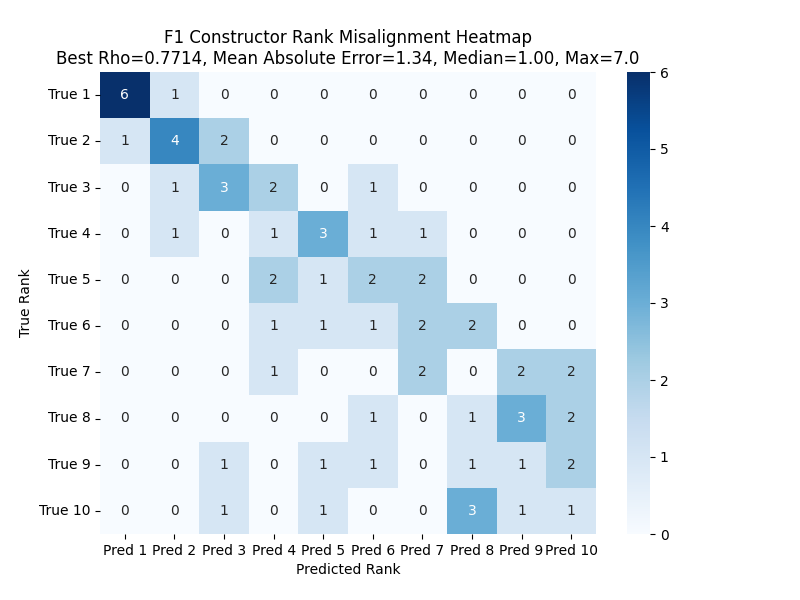 F1 Constructor Rank Misalignment Heatmap
Best Rho=0.7714, Mean Absolute Error=1.34, Median=1.00, Max=7.0
True 1 6 1 0 0 0 0 0 0 0 0
True 2 1 4 2 0 0 0 0 0 0 0
True 3 0 1 3 2 0 1 0 0 0 0
True 4 0 1 0 1 3 1 1 0 0 0
True 5 0 0 0 2 1 2 2 0 0 0
True 6 0 0 0 1 1 1 2 2 0 0
True 7 0 0 0 1 0 0 2 0 2 2
True 8 0 0 0 0 0 1 0 1 3 2
True 9 0 0 1 0 1 1 0 1 1 2
True 10 0 0 1 0 1 0 0 3 1 1
Pred 1 Pred 2 Pred 3 Pred 4 Pred 5 Pred 6 Pred 7 Pred 8 Pred 9 Pred 10
Predicted Rank
True Rank
6
5
4
3
2
1
0